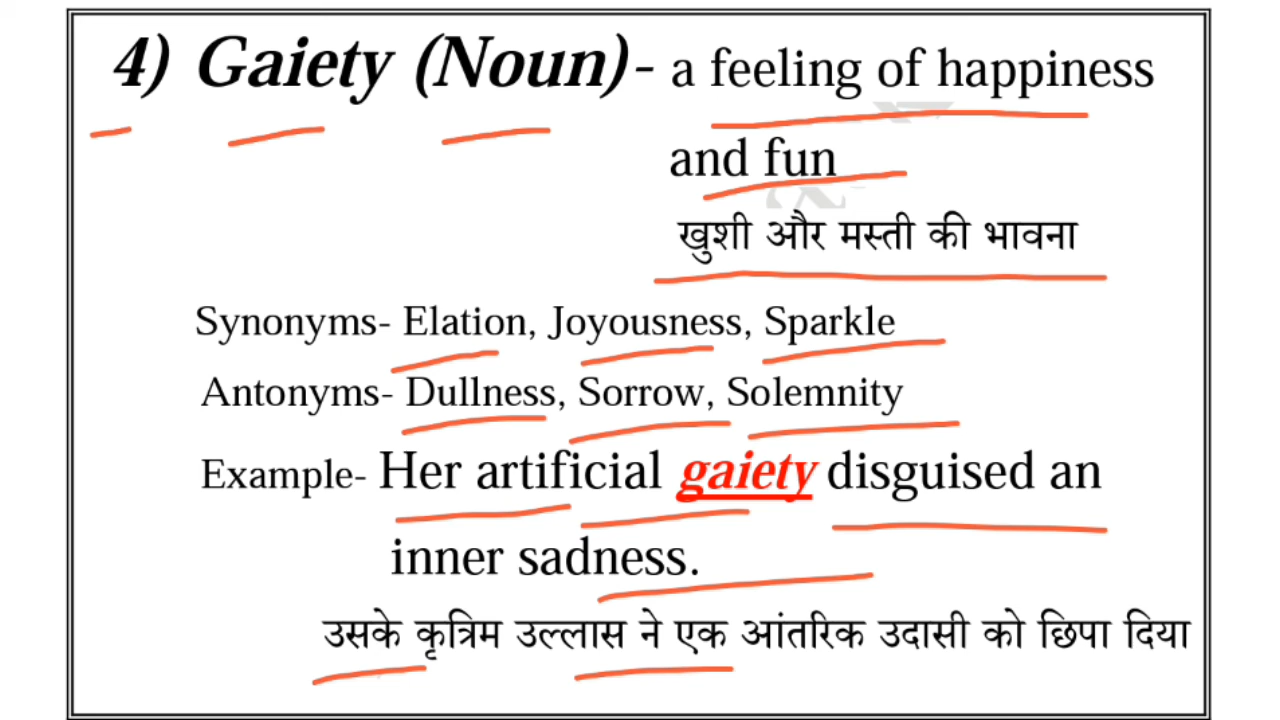 4) Gaiety (Noun)- a feeling of happiness
and fun
खुशी और मस्ती की भावना
Synonyms- Elation, Joyousness, Sparkle
Antonyms- Dullness, Sorrow, Solemnity
Example- Her artificial gaiety disguised an
inner sadness.
उसके कृत्रिम उल्लास ने एक आंतरिक उदासी को छिपा दिया